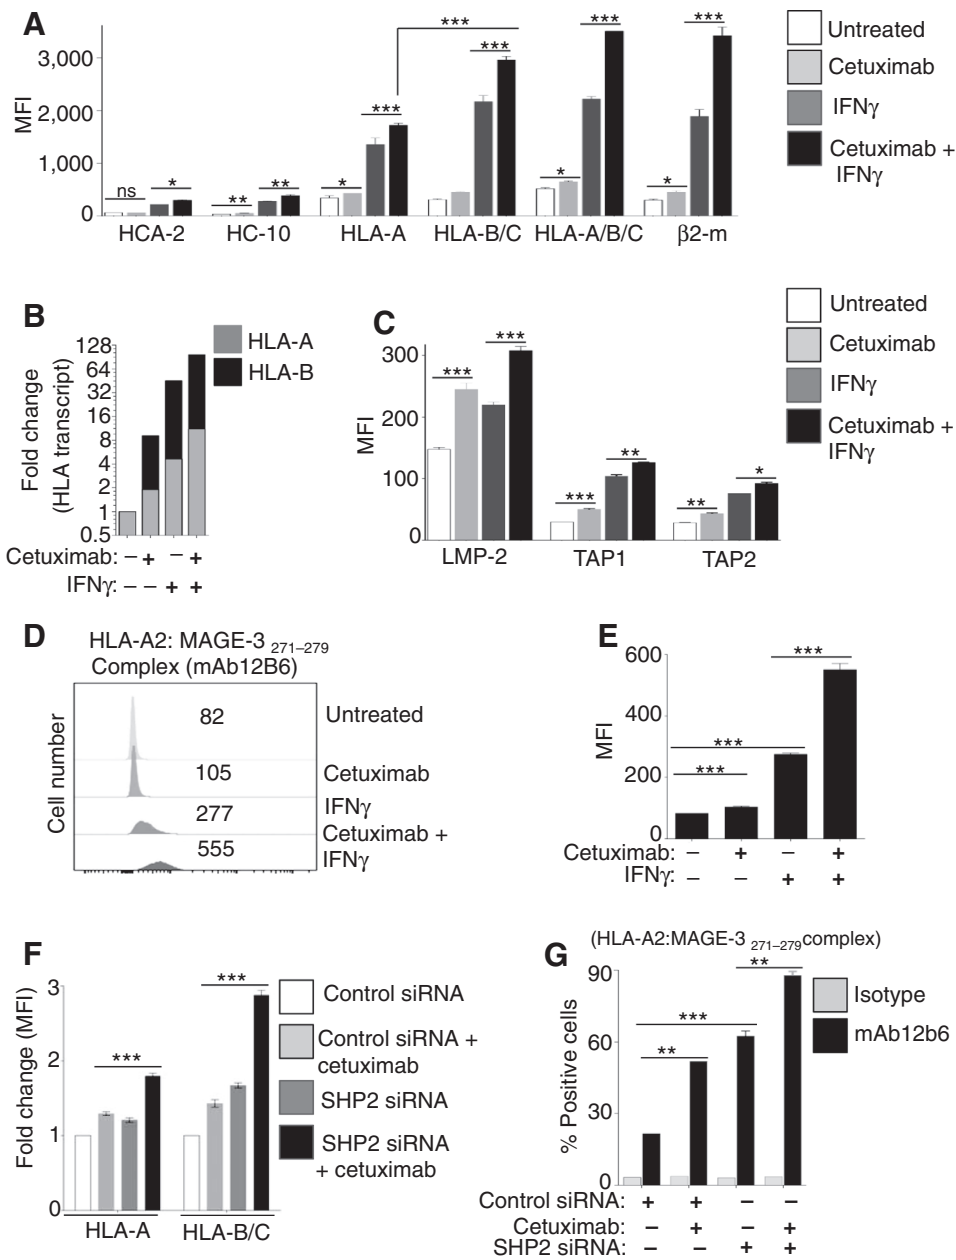 A
MFI
3,000
2,000
1,000
0
ns
*
**
**
*
***
***
***
*
***
*
***
HCA-2
HC-10
HLA-A
HLA-B/C
HLA-A/B/C
β2-m
Untreated
Cetuximab
IFNγ
Cetuximab +
IFNγ
B
Fold change
(HLA transcript)
128
64
32
16
8
4
2
1
0.5
HLA-A
HLA-B
Cetuximab: – + – +
IFNγ: – – + +
C
MFI
300
200
100
0
***
***
***
**
**
*
LMP-2
TAP1
TAP2
Untreated
Cetuximab
IFNγ
Cetuximab +
IFNγ
D
HLA-A2: MAGE-3 271–279
Complex (mAb12B6)
Cell number
82
Untreated
105
Cetuximab
277
IFNγ
555
Cetuximab +
IFNγ
E
MFI
600
400
200
0
***
***
***
Cetuximab: – + – +
IFNγ: – – + +
F
Fold change (MFI)
3
2
1
0
***
***
HLA-A
HLA-B/C
Control siRNA
Control siRNA +
cetuximab
SHP2 siRNA
SHP2 siRNA
+ cetuximab
(HLA-A2:MAGE-3 271–279complex)
G
% Positive cells
90
60
30
0
**
***
**
Isotype
mAb12b6
Control siRNA: + + – –
Cetuximab: – + – +
SHP2 siRNA: – – + +